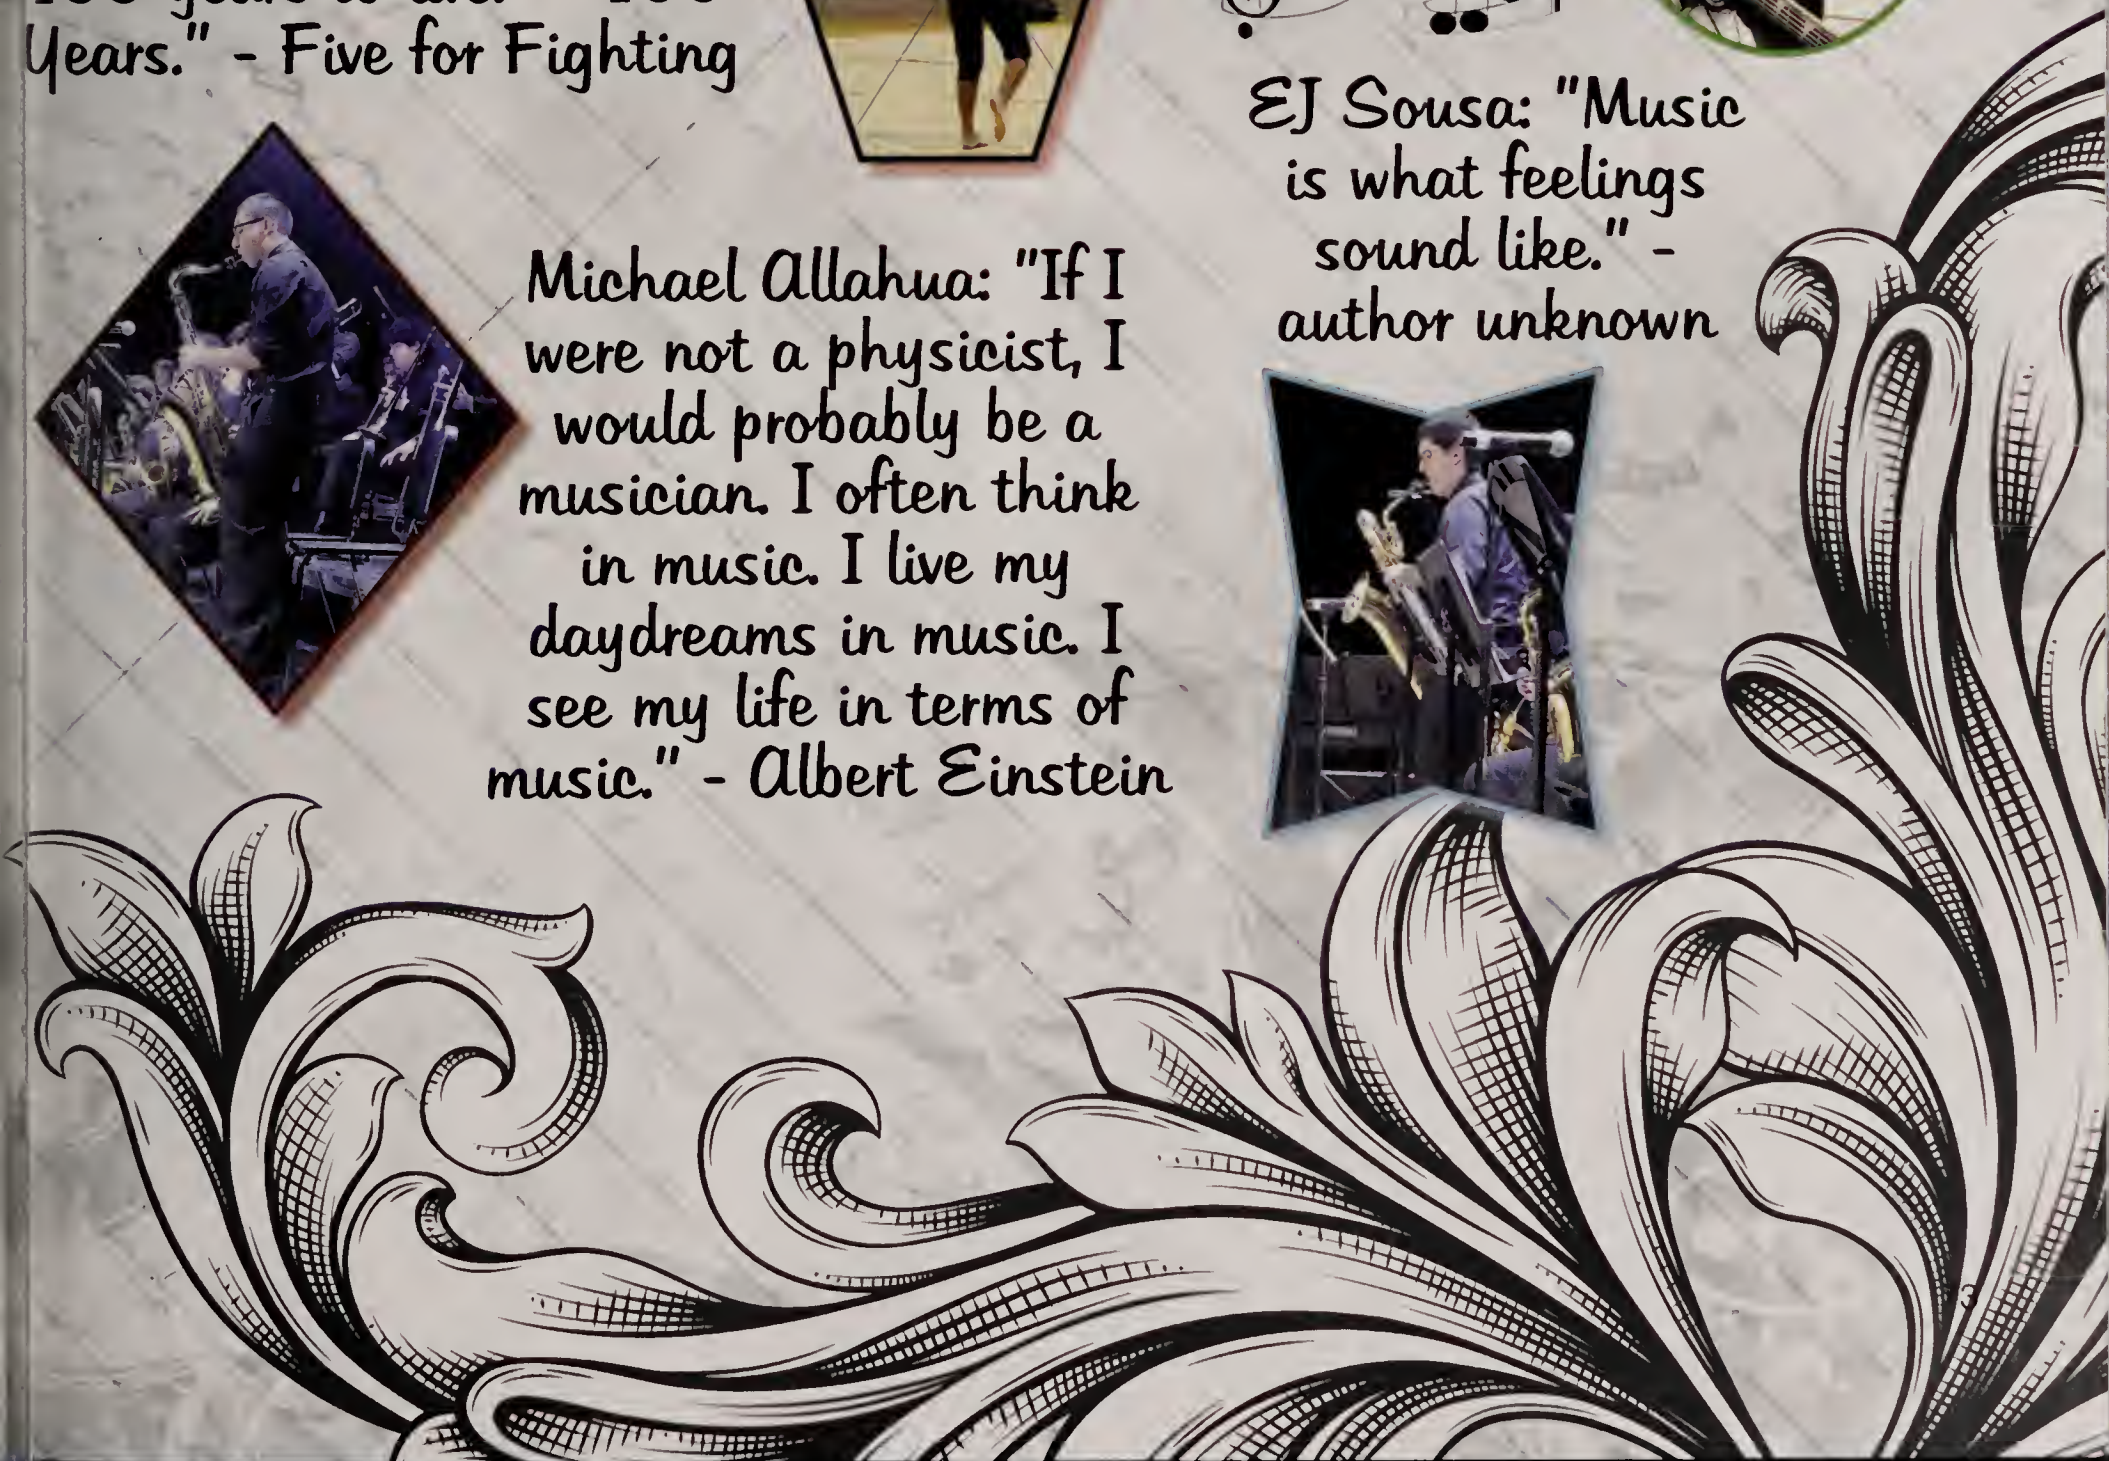 Years." - Five for Fighting
EJ Sousa: "Music
is what feelings
sound like." -
author unknown
Michael Allahua: "If I
were not a physicist, I
would probably be a
musician. I often think
in music. I live my
daydreams in music. I
see my life in terms of
music." - Albert Einstein
3